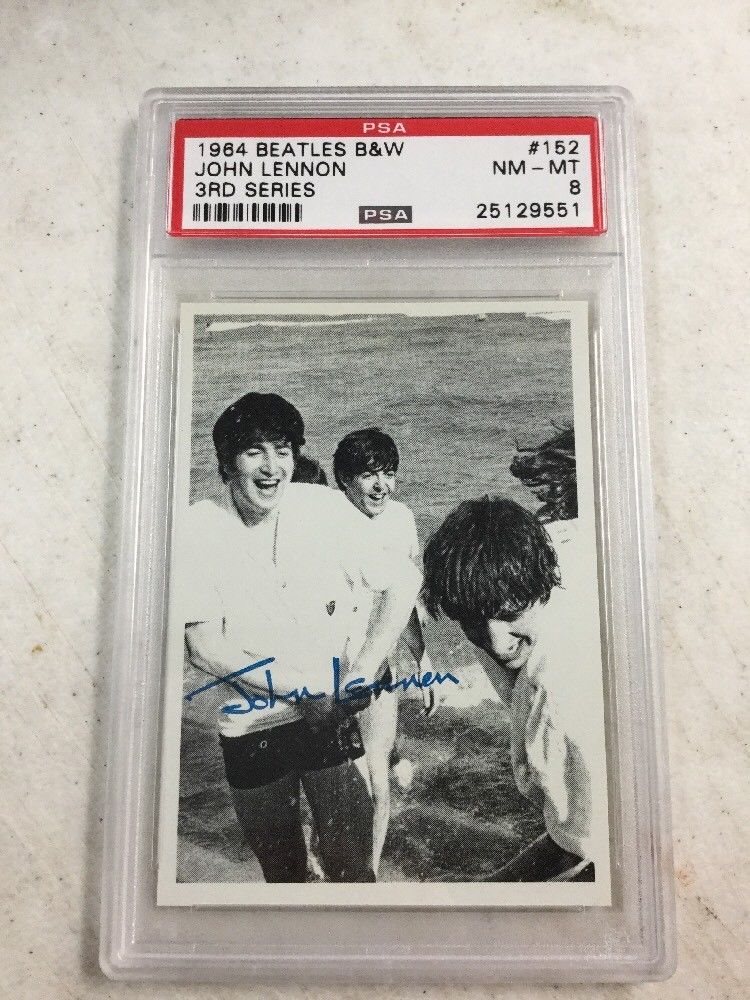 PSA
1964 BEATLES B&W #152
JOHN LENNON NM - MT
3RD SERIES 8
PSA 25129551
John Lennon